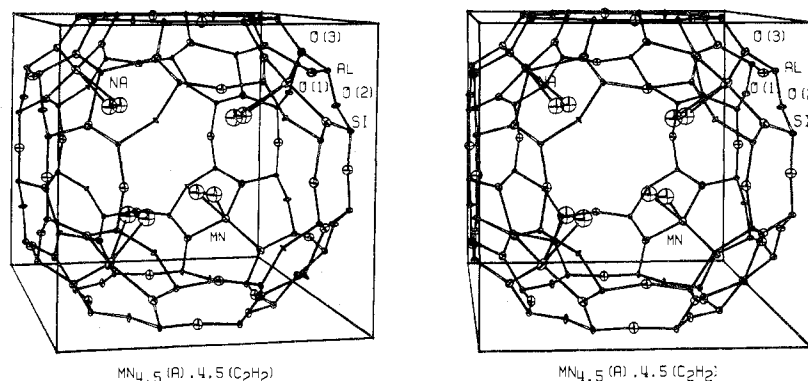 O(3)
AL
NA
O(1)
O(2)
SI
MN
MN4.5(A).4.5(C2H2)
O(3)
AL
NA
O(1)
O(2
SI
MN
MN4.5(A).4.5(C2H2)